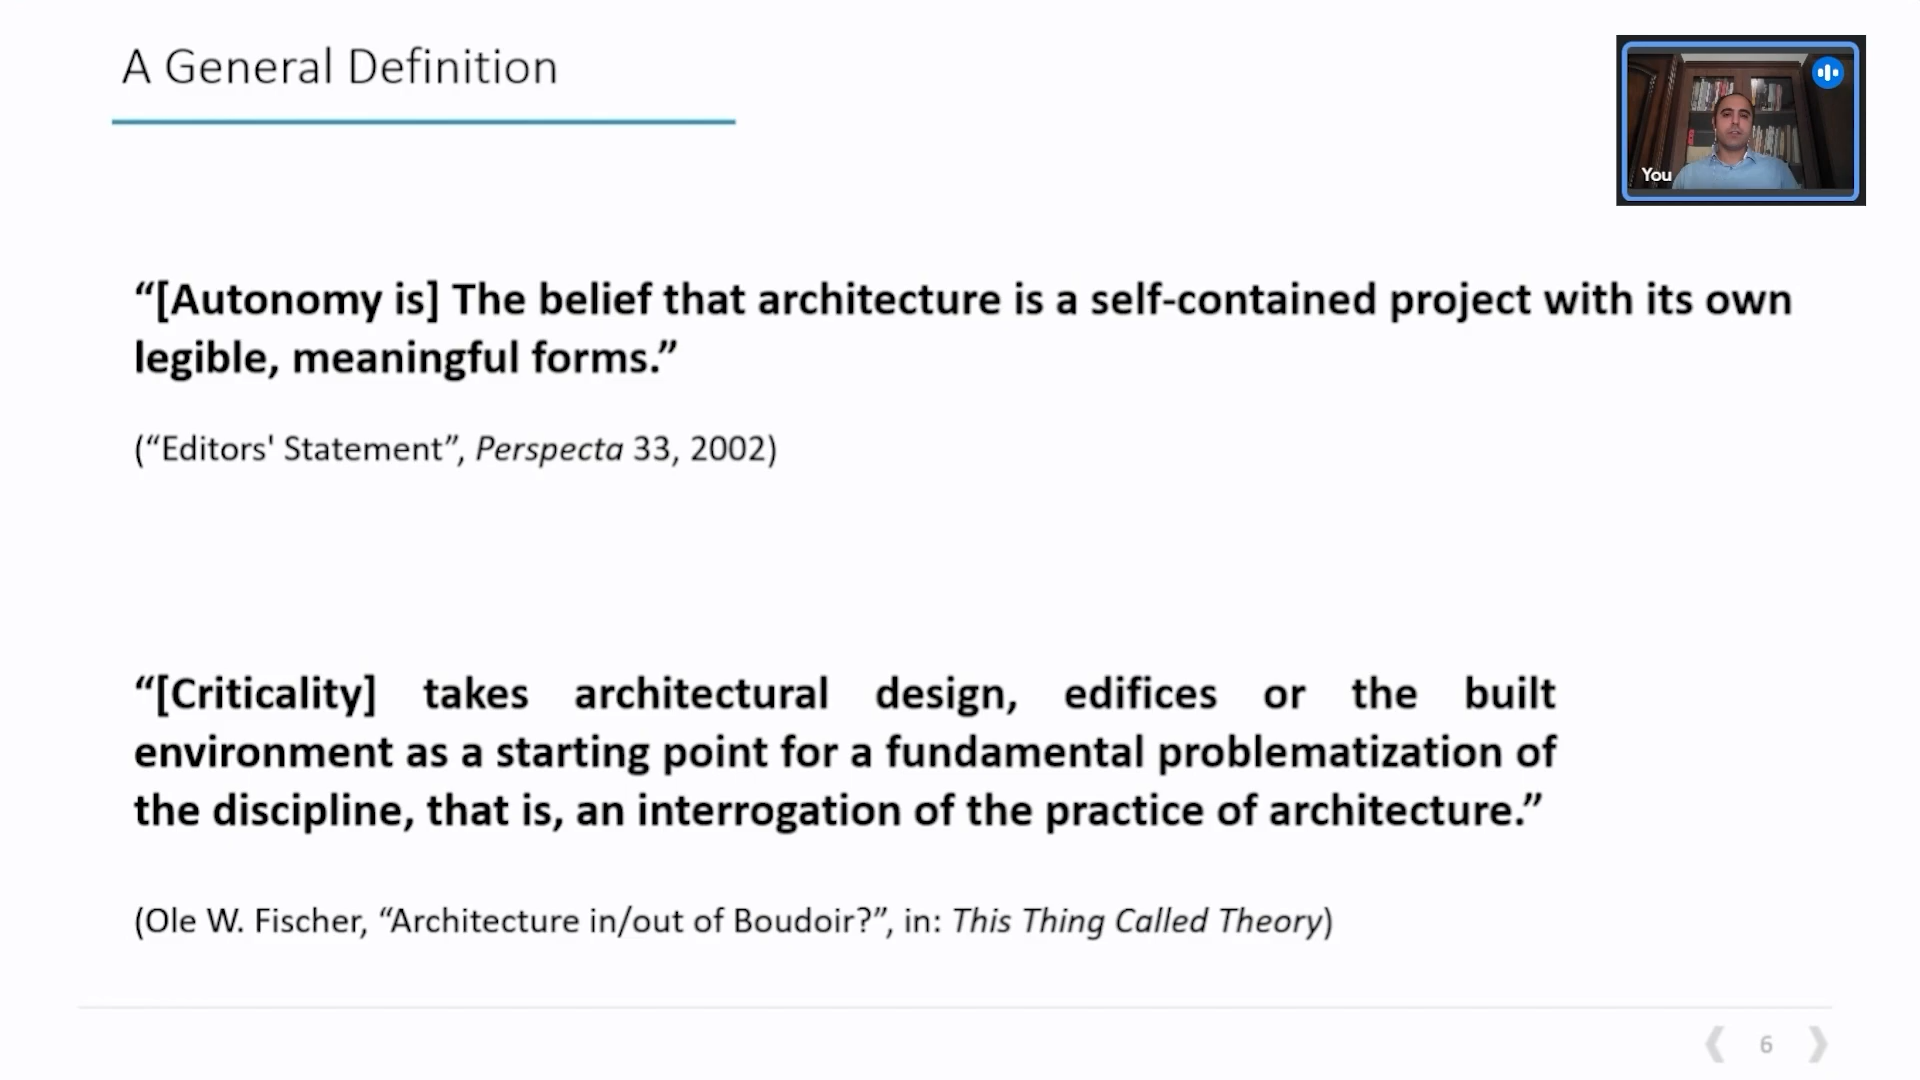 A General Definition
You
“[Autonomy is] The belief that architecture is a self-contained project with its own
legible, meaningful forms.”
(“Editors' Statement”, Perspecta 33, 2002)
“[Criticality] takes architectural design, edifices or the built
environment as a starting point for a fundamental problematization of
the discipline, that is, an interrogation of the practice of architecture.”
(Ole W. Fischer, “Architecture in/out of Boudoir?”, in: This Thing Called Theory)
6